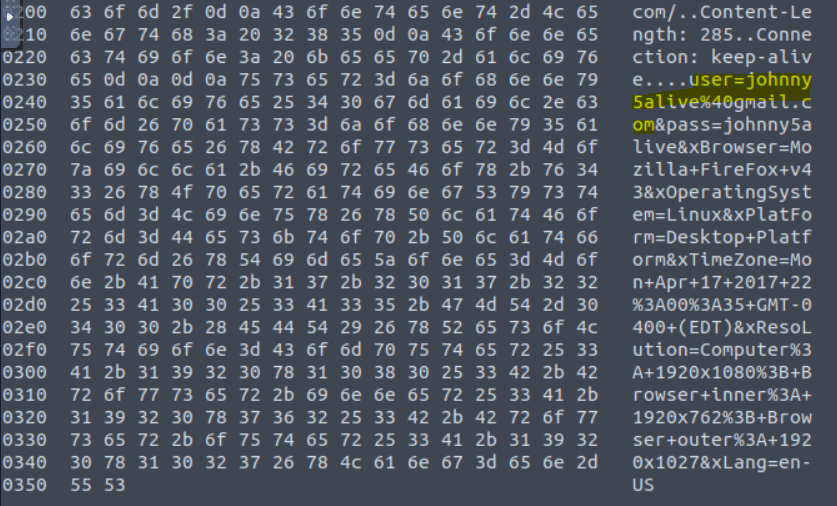 0200 63 6f 6d 2f 0d 0a 43 6f 6e 74 65 6e 74 2d 4c 65 com/..Content-Le
0210 6e 67 74 68 3a 20 32 38 35 0d 0a 43 6f 6e 6e 65 ngth: 285..Conne
0220 63 74 69 6f 6e 3a 20 6b 65 65 70 2d 61 6c 69 76 ction: keep-aliv
0230 65 0d 0a 0d 0a 75 73 65 72 3d 6a 6f 68 6e 6e 79 e....user=johnny
0240 35 61 6c 69 76 65 25 34 30 67 6d 61 69 6c 2e 63 5alive%40gmail.c
0250 6f 6d 26 70 61 73 73 3d 6a 6f 68 6e 6e 79 35 61 om&pass=johnny5a
0260 6c 69 76 65 26 78 42 72 6f 77 73 65 72 3d 4d 6f live&xBrowser=Mo
0270 7a 69 6c 6c 61 2b 46 69 72 65 46 6f 78 2b 76 34 zilla+FireFox+v4
0280 33 26 78 4f 70 65 72 61 74 69 6e 67 53 79 73 74 3&xOperatingSyst
0290 65 6d 3d 4c 69 6e 75 78 26 78 50 6c 61 74 46 6f em=Linux&xPlatFo
02a0 72 6d 3d 44 65 73 6b 74 6f 70 2b 50 6c 61 74 66 rm=Desktop+Platf
02b0 6f 72 6d 26 78 54 69 6d 65 5a 6f 6e 65 3d 4d 6f orm&xTimeZone=Mo
02c0 6e 2b 41 70 72 2b 31 37 2b 32 30 31 37 2b 32 32 n+Apr+17+2017+22
02d0 25 33 41 30 30 25 33 41 33 35 2b 47 4d 54 2d 30 %3A00%3A35+GMT-0
02e0 34 30 30 2b 28 45 44 54 29 26 78 52 65 73 6f 4c 400+(EDT)&xResoL
02f0 75 74 69 6f 6e 3d 43 6f 6d 70 75 74 65 72 25 33 ution=Computer%3
0300 41 2b 31 39 32 30 78 31 30 38 30 25 33 42 2b 42 A+1920x1080%3B+B
0310 72 6f 77 73 65 72 2b 69 6e 6e 65 72 25 33 41 2b rowser+inner%3A+
0320 31 39 32 30 78 37 36 32 25 33 42 2b 42 72 6f 77 1920x762%3B+Brow
0330 73 65 72 2b 6f 75 74 65 72 25 33 41 2b 31 39 32 ser+outer%3A+192
0340 30 78 31 30 32 37 26 78 4c 61 6e 67 3d 65 6e 2d 0x1027&xLang=en-
0350 55 53 US